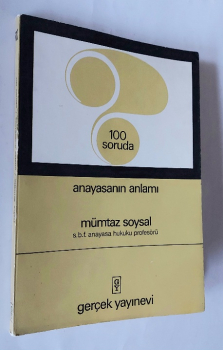 100
soruda
anayasanın anlamı
mümtaz soysal
s.b.f. anayasa hukuku profesörü
G
Y
gerçek yayınevi